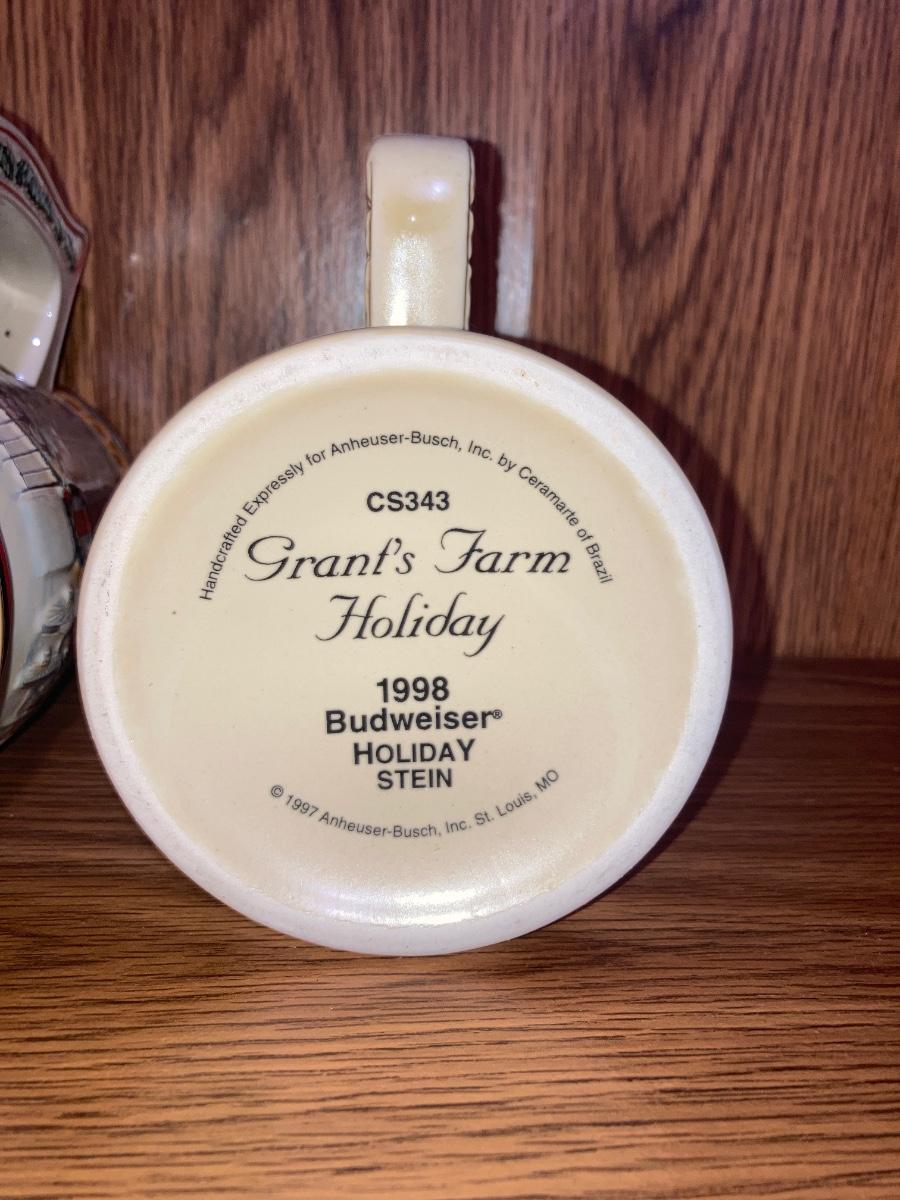 Handcrafted Expressly for Anheuser-Busch, Inc. by Ceramarte of Brazil
CS343
Grant's Farm
Holiday
1998
Budweiser®
HOLIDAY
STEIN
© 1997 Anheuser-Busch, Inc. St. Louis, MO